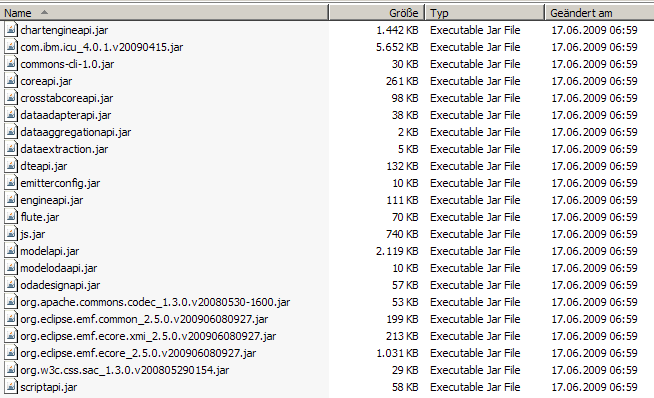 Name Größe Typ Geändert am
chartengineapi.jar 1.442 KB Executable Jar File 17.06.2009 06:59
com.ibm.icu_4.0.1.v20090415.jar 5.652 KB Executable Jar File 17.06.2009 06:59
commons-cli-1.0.jar 30 KB Executable Jar File 17.06.2009 06:59
coreapi.jar 261 KB Executable Jar File 17.06.2009 06:59
crosstabcoreapi.jar 98 KB Executable Jar File 17.06.2009 06:59
dataadapterapi.jar 38 KB Executable Jar File 17.06.2009 06:59
dataaggregationapi.jar 2 KB Executable Jar File 17.06.2009 06:59
dataextraction.jar 5 KB Executable Jar File 17.06.2009 06:59
dteapi.jar 132 KB Executable Jar File 17.06.2009 06:59
emitterconfig.jar 10 KB Executable Jar File 17.06.2009 06:59
engineapi.jar 111 KB Executable Jar File 17.06.2009 06:59
flute.jar 70 KB Executable Jar File 17.06.2009 06:59
js.jar 740 KB Executable Jar File 17.06.2009 06:59
modelapi.jar 2.119 KB Executable Jar File 17.06.2009 06:59
modelodaapi.jar 10 KB Executable Jar File 17.06.2009 06:59
odadesignapi.jar 57 KB Executable Jar File 17.06.2009 06:59
org.apache.commons.codec_1.3.0.v20080530-1600.jar 53 KB Executable Jar File 17.06.2009 06:59
org.eclipse.emf.common_2.5.0.v200906080927.jar 199 KB Executable Jar File 17.06.2009 06:59
org.eclipse.emf.ecore.xmi_2.5.0.v200906080927.jar 213 KB Executable Jar File 17.06.2009 06:59
org.eclipse.emf.ecore_2.5.0.v200906080927.jar 1.031 KB Executable Jar File 17.06.2009 06:59
org.w3c.css.sac_1.3.0.v200805290154.jar 29 KB Executable Jar File 17.06.2009 06:59
scriptapi.jar 58 KB Executable Jar File 17.06.2009 06:59